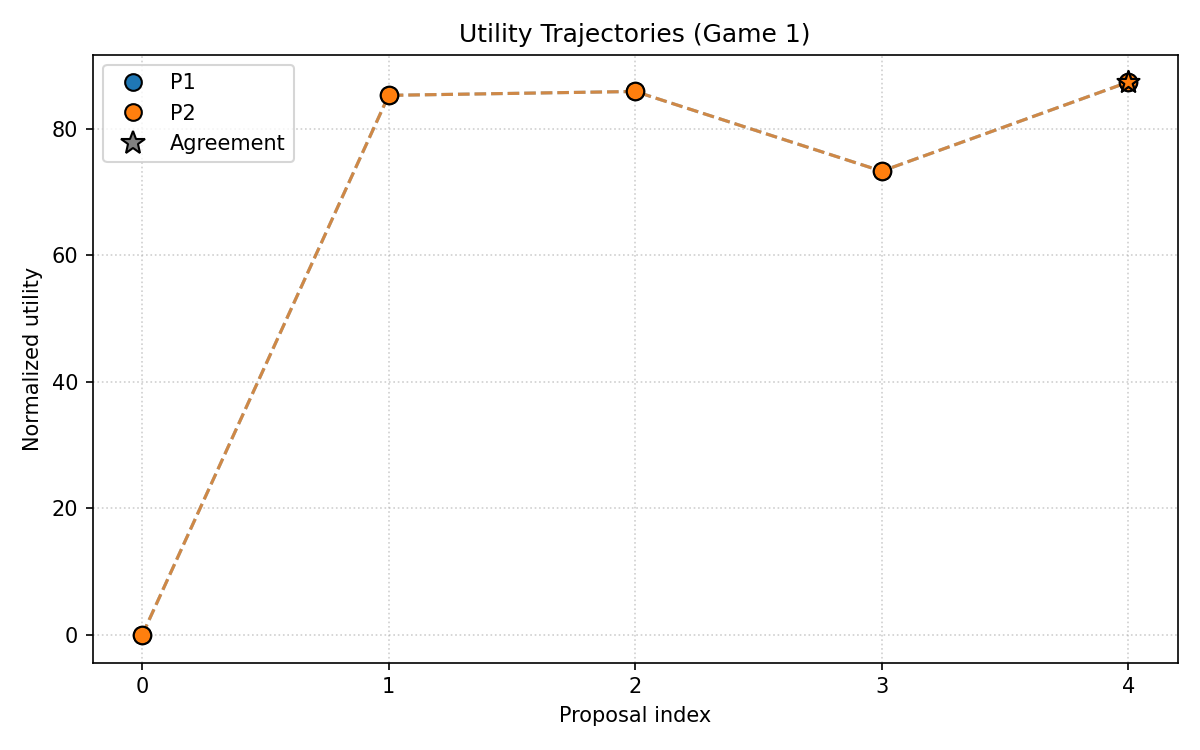 Utility Trajectories (Game 1)
P1
P2
Agreement
Normalized utility
80
60
40
20
0
0 1 2 3 4
Proposal index